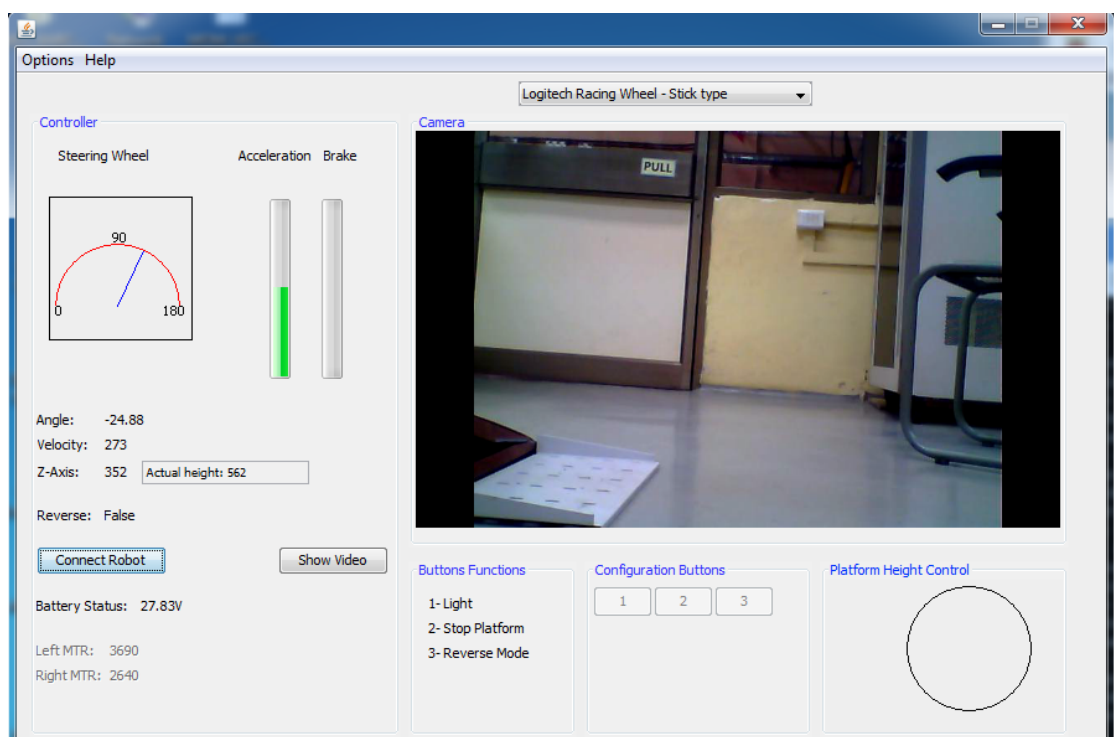 Options Help
Logitech Racing Wheel - Stick type
Controller
Steering Wheel
Acceleration Brake
90
0
180
Angle: -24.88
Velocity: 273
Z-Axis: 352 Actual height: 562
Reverse: False
Connect Robot
Show Video
Battery Status: 27.83V
Left MTR: 3690
Right MTR: 2640
Camera
PULL
Buttons Functions
1- Light
2- Stop Platform
3- Reverse Mode
Configuration Buttons
1 2 3
Platform Height Control